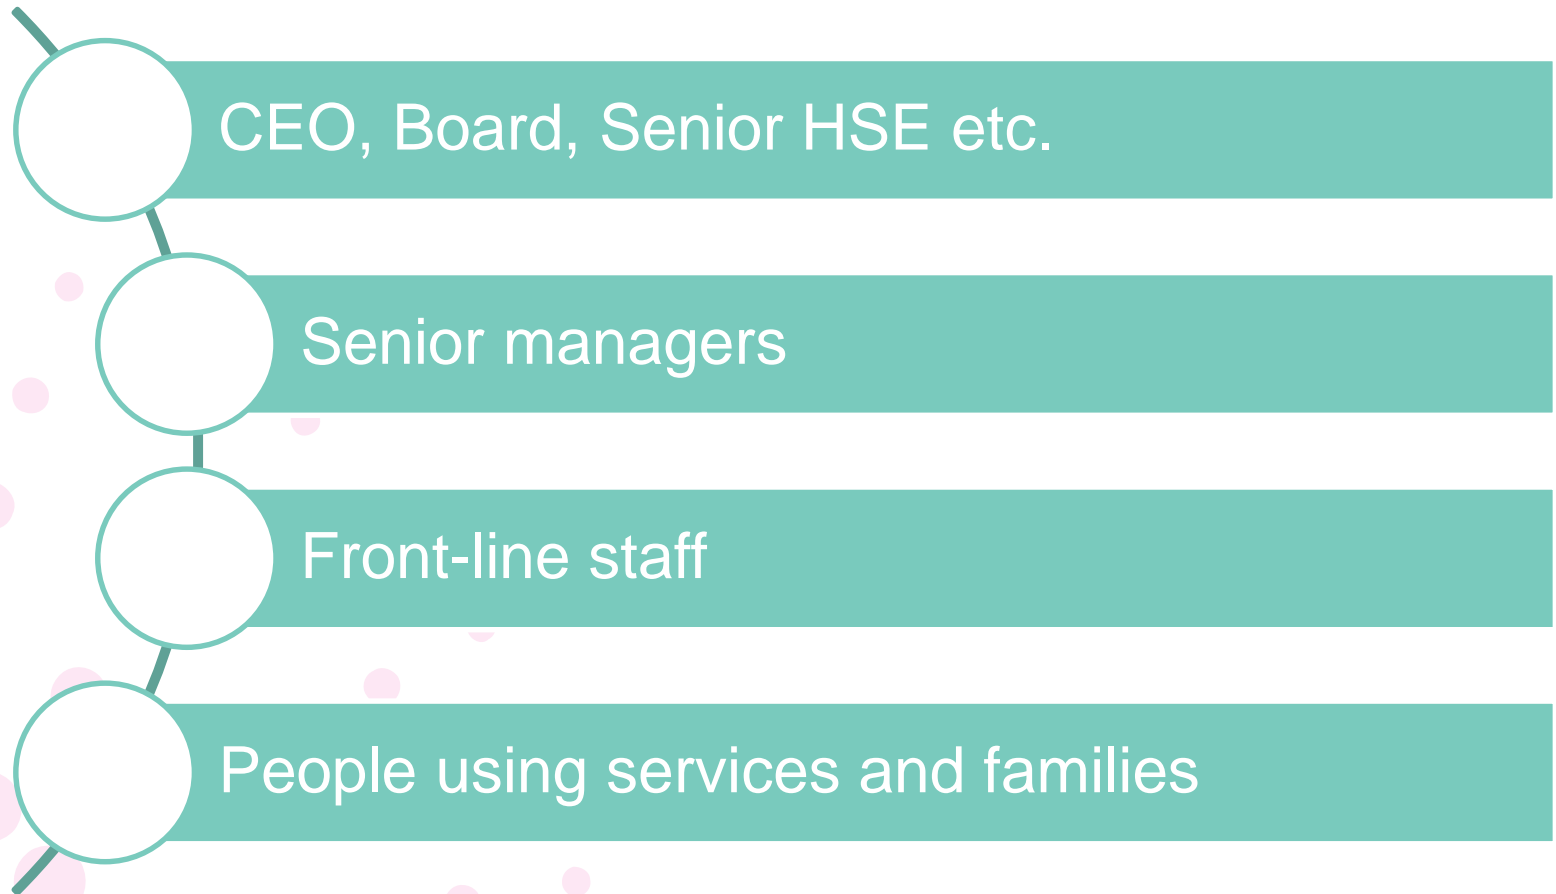 CEO, Board, Senior HSE etc.
Senior managers
Front-line staff
People using services and families